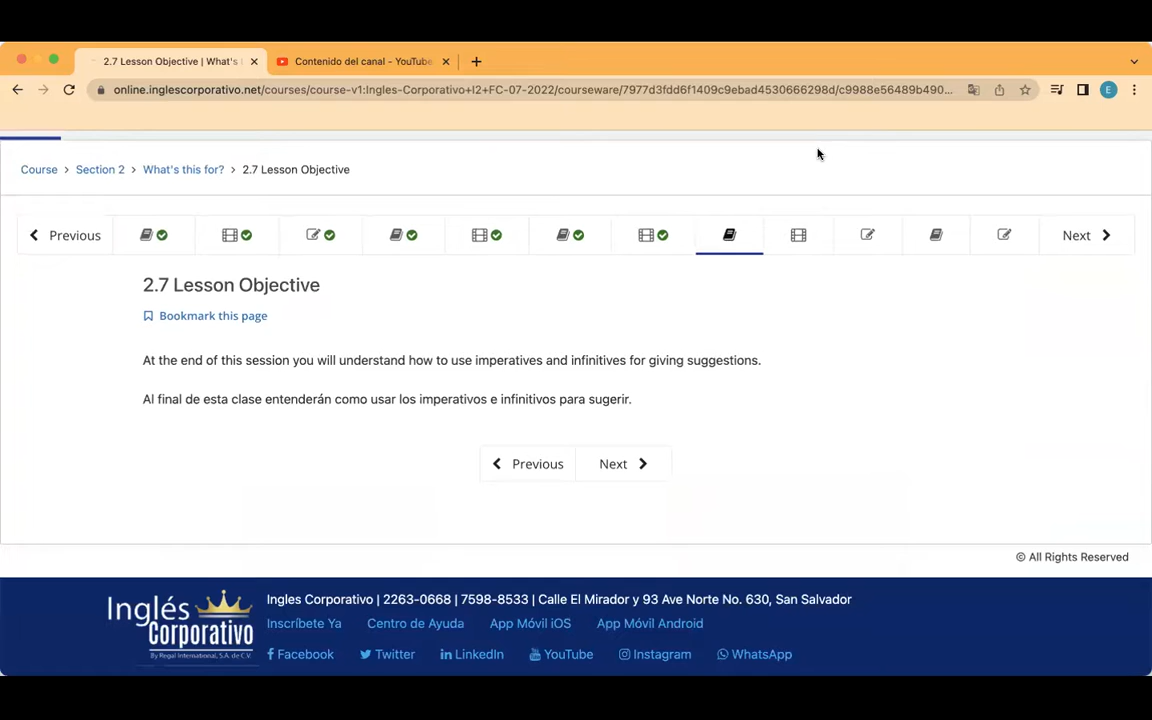 2.7 Lesson Objective | What's
Contenido del canal - YouTube
online.inglescorporativo.net/courses/course-v1:Ingles-Corporativo+I2+FC-07-2022/courseware/7977d3fdd6f1409c9ebad4530666298d/c9988e56489b490...
E
Course > Section 2 > What's this for? > 2.7 Lesson Objective
Previous
Next
2.7 Lesson Objective
Bookmark this page
At the end of this session you will understand how to use imperatives and infinitives for giving suggestions.
Al final de esta clase entenderán como usar los imperativos e infinitivos para sugerir.
Previous Next
© All Rights Reserved
Inglés Corporativo
By Regal International, S.A. de C.V.
Ingles Corporativo | 2263-0668 | 7598-8533 | Calle El Mirador y 93 Ave Norte No. 630, San Salvador
Inscríbete Ya Centro de Ayuda App Móvil iOS App Móvil Android
Facebook Twitter LinkedIn YouTube Instagram WhatsApp